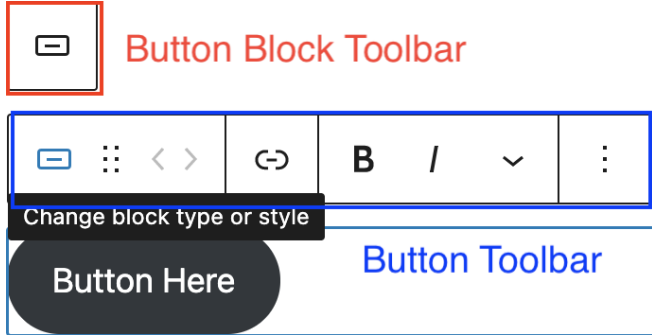 Button Block Toolbar
B I
Change block type or style
Button Toolbar
Button Here